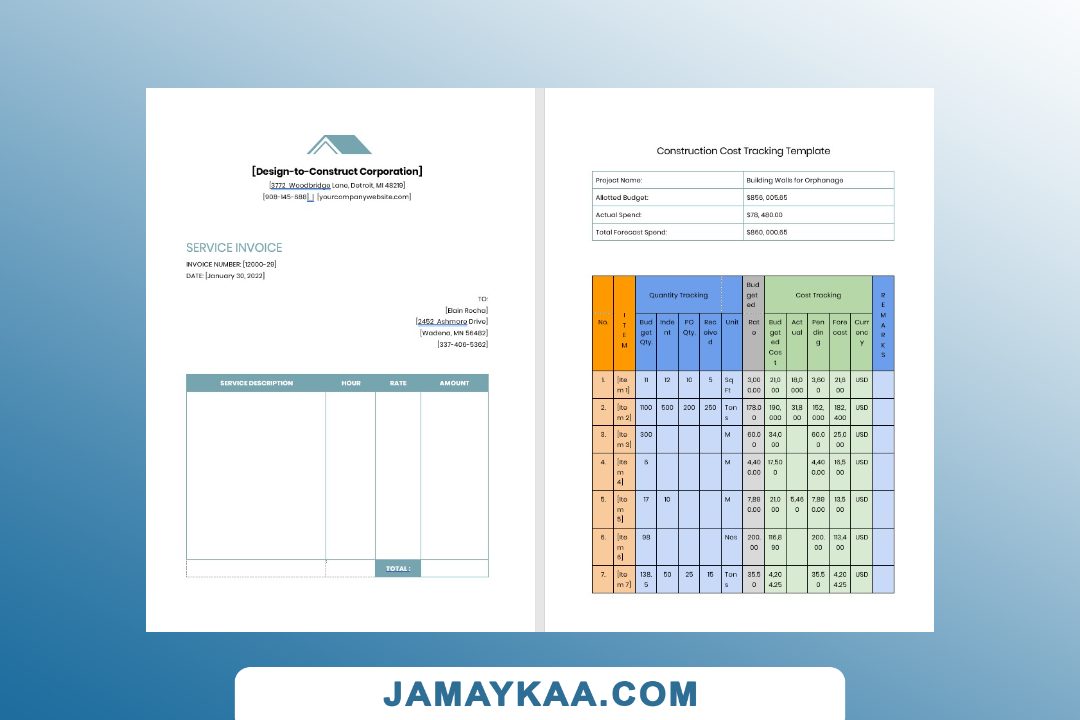 [Design-to-Construct Corporation]
[3772 Woodbridge Lane, Detroit, MI 48219]
[908-145-688] | [yourcompanywebsite.com]
SERVICE INVOICE
INVOICE NUMBER: [12000-29]
DATE: [January 30, 2022]
TO:
[Elain Rocha]
[2452 Ashmore Drive]
[Wadena, MN 56482]
[337-406-5362]
SERVICE DESCRIPTION HOUR RATE AMOUNT
TOTAL:
Construction Cost Tracking Template
Project Name: Building Walls for Orphanage
Allotted Budget: $856, 005.65
Actual Spend: $78, 480.00
Total Forecast Spend: $860, 000.65
No. ITEM Quantity Tracking Budgeted Rate Cost Tracking REMARKS
Budget Qty. Indent PO Qty. Received Unit Budgeted Cost Actual Pending Forecast Currency
1. [Item 1] 11 12 10 5 Sq Ft 3,000.00 21,000 18,0000 3,600 21,600 USD
2. [Item 2] 1100 500 200 250 Tons 178.00 190,000 31,800 152,000 182,400 USD
3. [Item 3] 300 M 60.00 34,000 60.00 25,000 USD
4. [Item 4] 5 M 4,400.00 17,500 4,400.00 16,500 USD
5. [Item 5] 17 10 M 7,880.00 21,000 5,460 7,880.00 13,500 USD
6. [Item 6] 98 Nos 200.00 116,890 200.00 113,400 USD
7. [Item 7] 138.5 50 25 15 Tons 35.50 4,204.25 35.50 4,204.25 USD
JAMAYKAA.COM